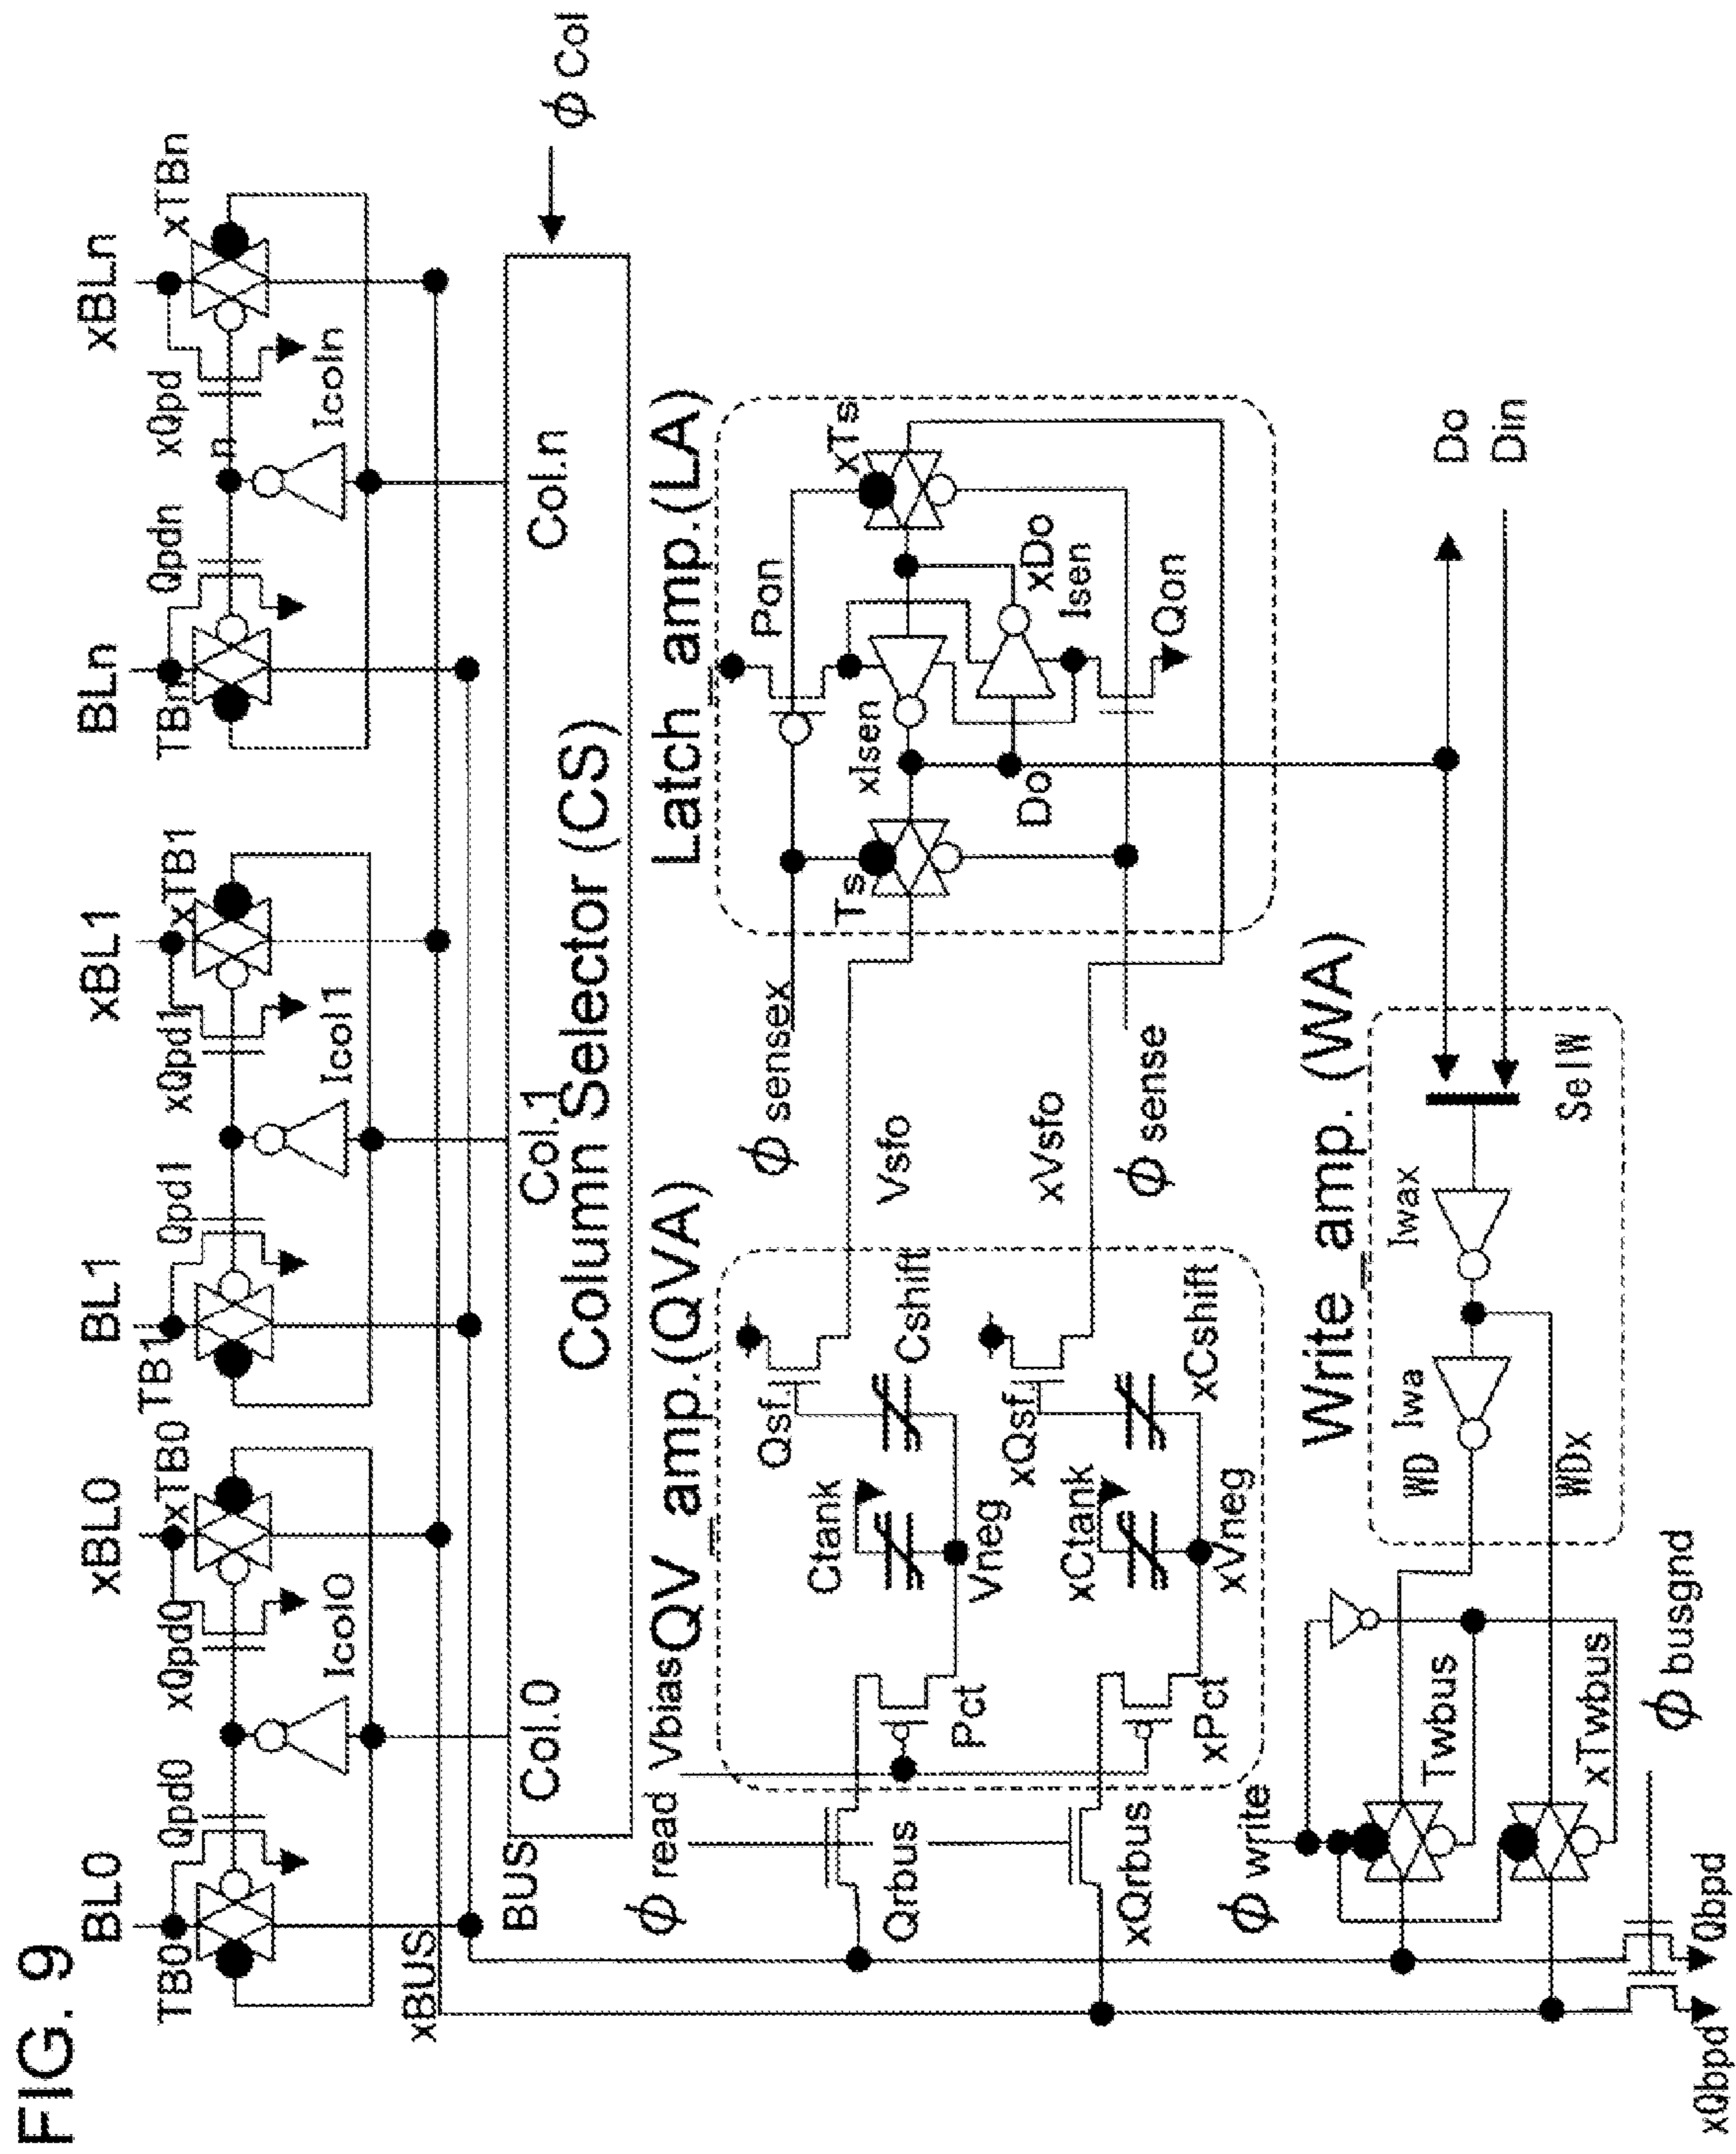 FIG. 9
BL0
xBL0
BL1
xBL1
BLn
xBLn
TB0
Qpd0
xQpd0
xTB0
TB1
Qpd1
xQpd1
xTB1
TBn
Qpdn
xQpd
n
xTBn
Icol0
Icol1
Icoln
xBUS
BUS
Col.0
Col.1
Col.n
Column Selector (CS)
ϕ Col
ϕ read
Vbias
QV_amp.(QVA)
Latch_amp.(LA)
Qrbus
Pct
Ctank
Vneg
Qsf
Cshift
Vsfo
ϕ sensex
Ts
xIsen
Pon
xTs
xQrbus
xPct
xCtank
xVneg
xQsf
xCshift
xVsfo
ϕ sense
Do
xDo
Isen
Qon
ϕ write
Write_amp. (WA)
Twbus
xTwbus
WD
Iwa
Iwax
WDx
SelW
Do
Din
ϕ busgnd
xQbpd
Qbpd